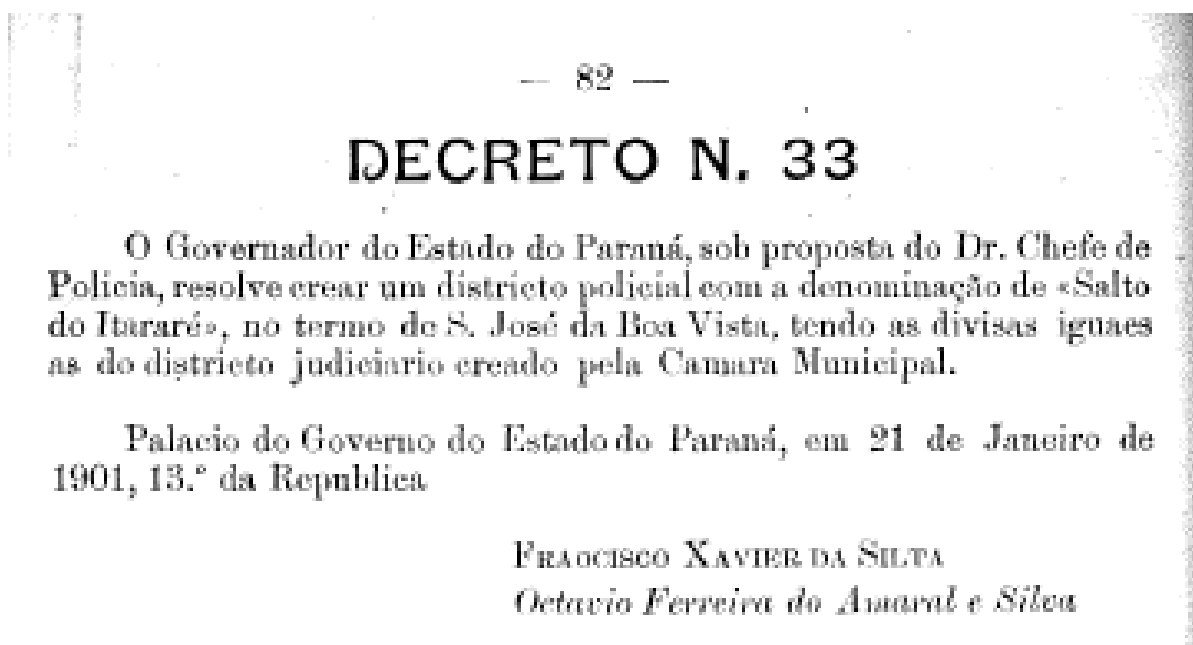 — 82 —
DECRETO N. 33
O Governador do Estado do Paraná, sob proposta do Dr. Chefe de
Policia, resolve crear um districto policial com a denominação de «Salto
do Itararé», no termo de S. José da Boa Vista, tendo as divisas iguaes
as do districto judiciario creado pela Camara Municipal.
Palacio do Governo do Estado do Paraná, em 21 de Janeiro de
1901, 13.º da Republica
FRAOCISCO XAVIER DA SILTA
Octavio Ferreira do Amaral e Silva